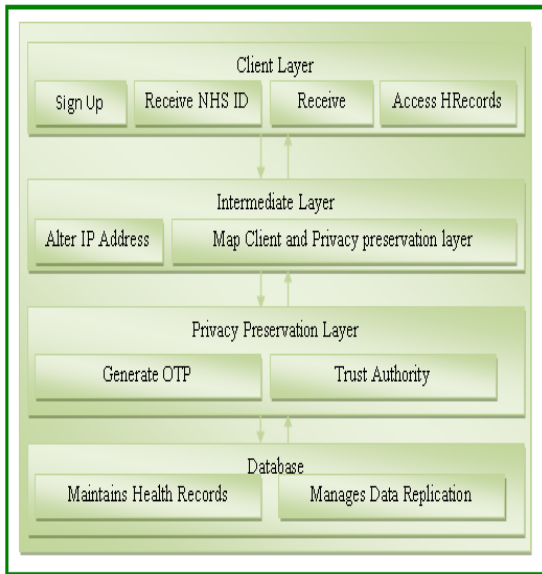 Client Layer
Sign Up
Receive NHS ID
Receive
Access HRecords
Intermediate Layer
Alter IP Address
Map Client and Privacy preservation layer
Privacy Preservation Layer
Generate OTP
Trust Authority
Database
Maintains Health Records
Manages Data Replication